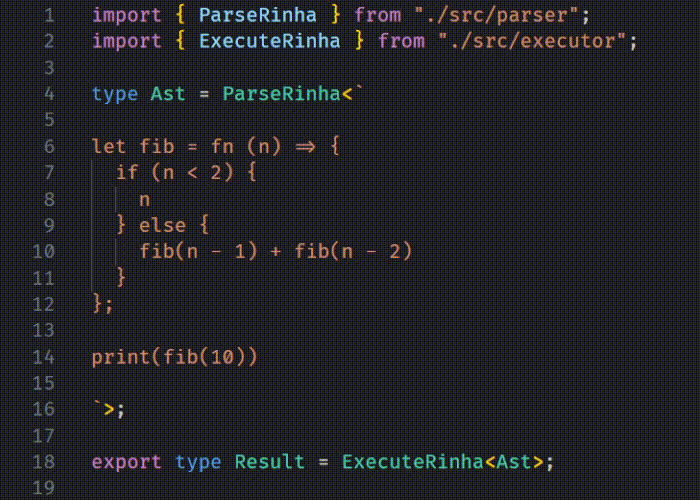 1 import { ParseRinha } from "./src/parser";
2 import { ExecuteRinha } from "./src/executor";
3
4 type Ast = ParseRinha<`
5
6 let fib = fn (n) => {
7 if (n < 2) {
8 n
9 } else {
10 fib(n - 1) + fib(n - 2)
11 }
12 };
13
14 print(fib(10))
15
16 `>;
17
18 export type Result = ExecuteRinha<Ast>;
19